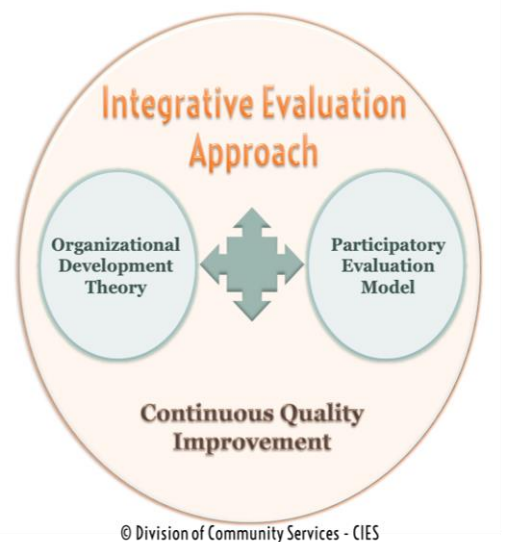 Integrative Evaluation
Approach
Organizational
Development
Theory
Participatory
Evaluation
Model
Continuous Quality
Improvement
© Division of Community Services - CIES